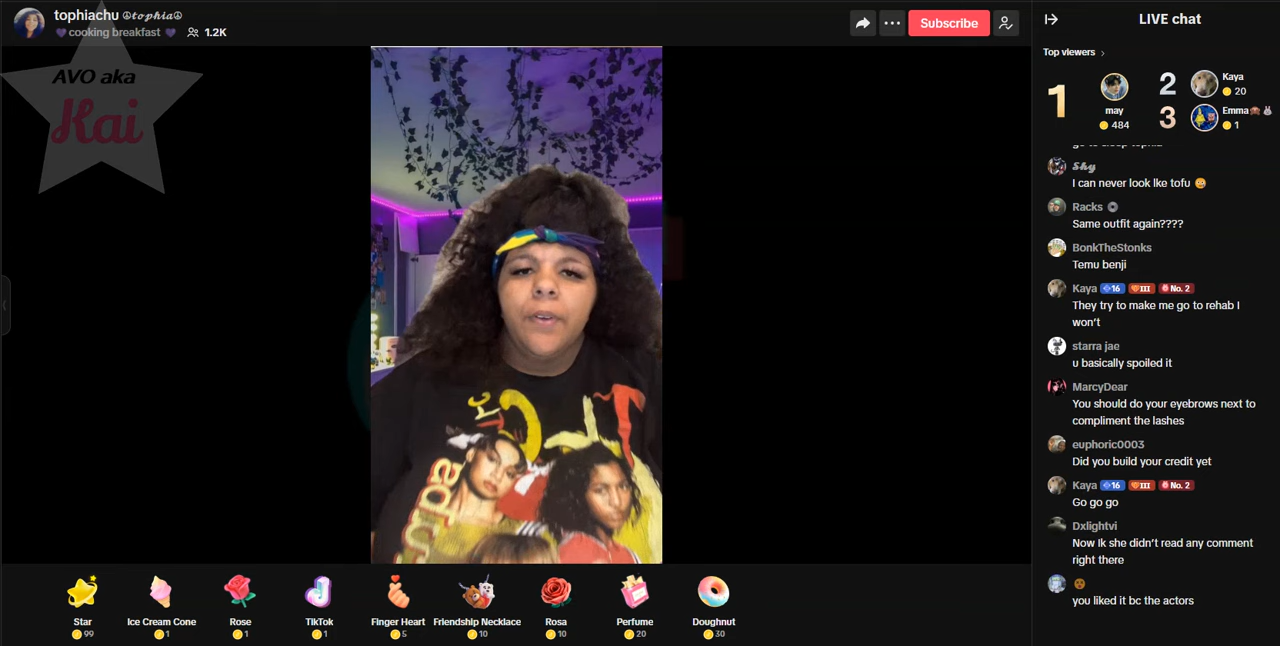 tophiachu ☮𝓽𝓸𝓹𝓱𝓲𝓪☮
💜cooking breakfast 💜 1.2K
Subscribe
AVO aka
Kai
LIVE chat
Top viewers ›
1
may
484
2
Kaya
20
3
Emma
1
𝓢𝓱𝔂
I can never look lke tofu
Racks
Same outfit again????
BonkTheStonks
Temu benji
Kaya 16 III No. 2
They try to make me go to rehab I
won't
starra jae
u basically spoiled it
MarcyDear
You should do your eyebrows next to
compliment the lashes
euphoric0003
Did you build your credit yet
Kaya 16 III No. 2
Go go go
Dxlightvi
Now Ik she didn't read any comment
right there
you liked it bc the actors
Star
99
Ice Cream Cone
1
Rose
1
TikTok
1
Finger Heart
5
Friendship Necklace
10
Rosa
10
Perfume
20
Doughnut
30